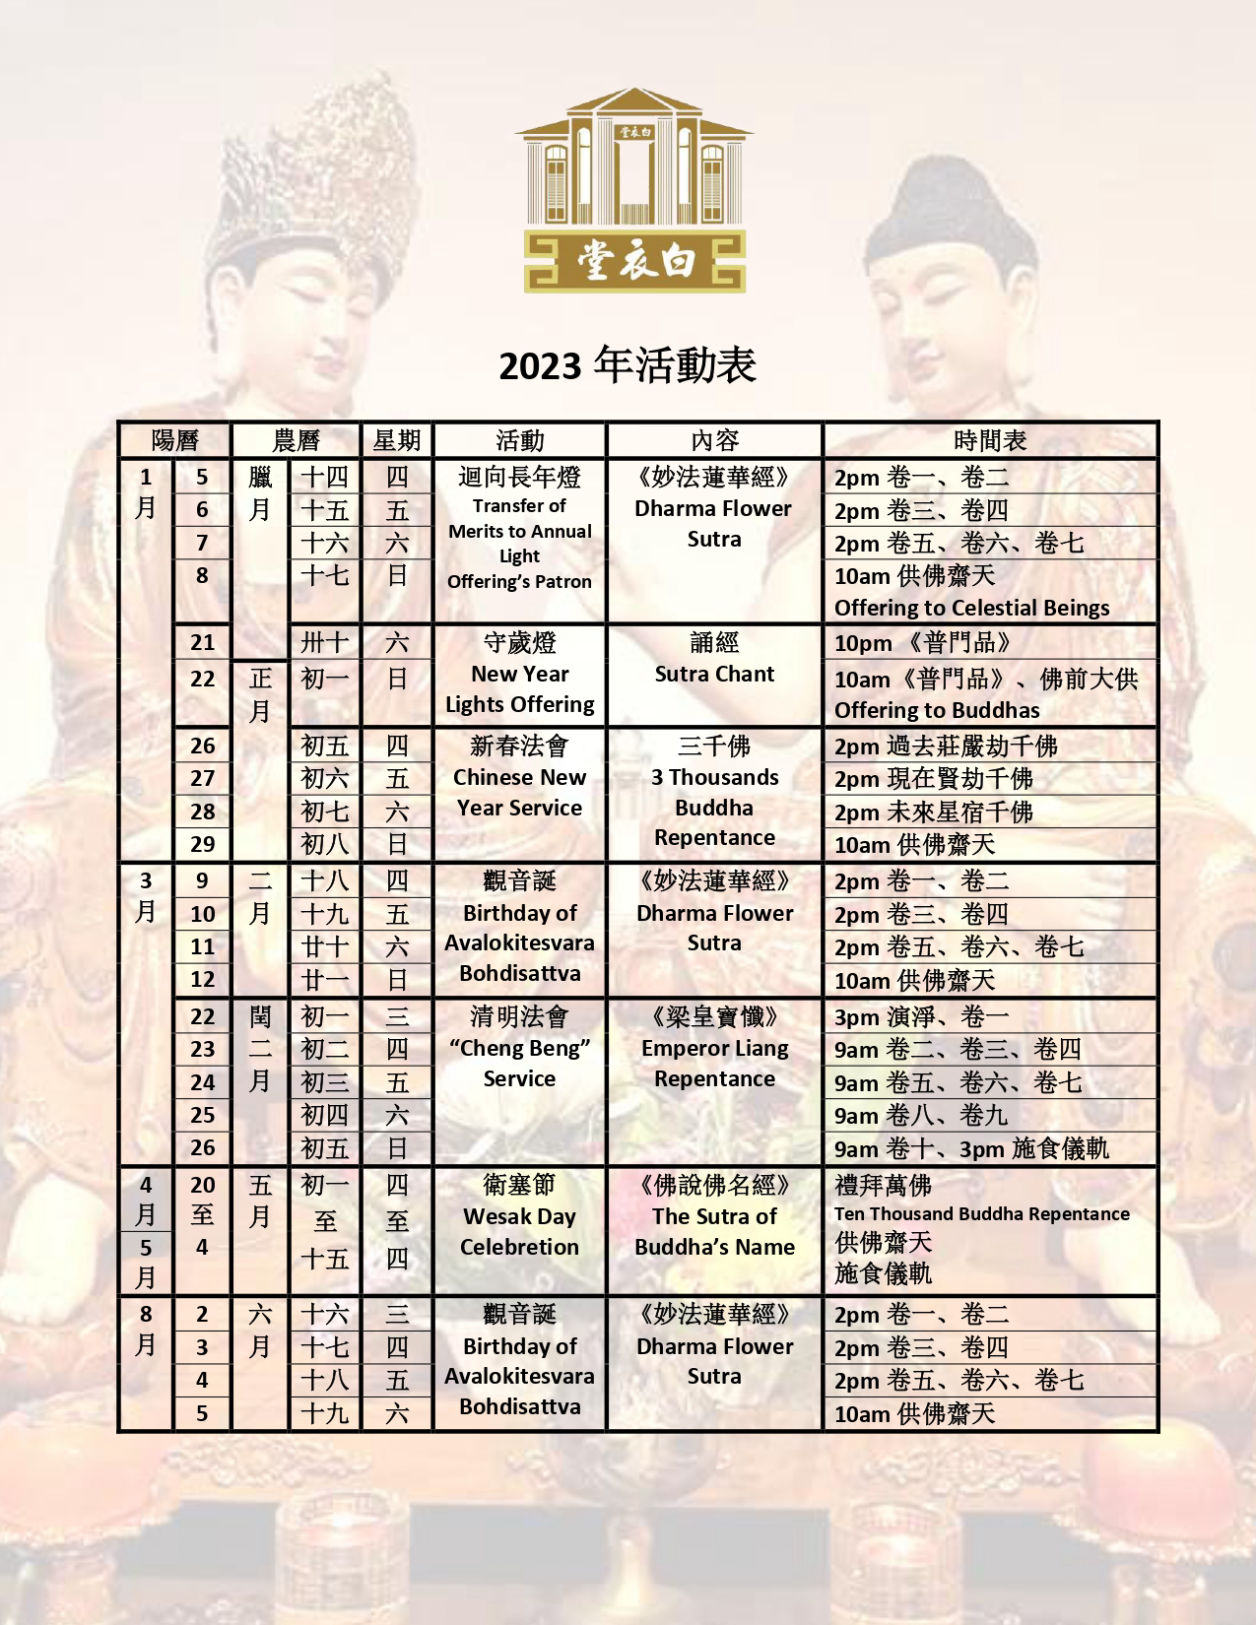 堂衣白
堂衣白
2023 年活動表
陽曆 農曆 星期 活動 內容 時間表
1月 5 臘月 十四 四 迴向長年燈 《妙法蓮華經》 2pm 卷一、卷二
6 十五 五 Transfer of Dharma Flower 2pm 卷三、卷四
Merits to Annual
7 十六 六 Light Sutra 2pm 卷五、卷六、卷七
8 十七 日 Offering’s Patron 10am 供佛齋天
Offering to Celestial Beings
21 卅十 六 守歲燈 誦經 10pm 《普門品》
22 正月 初一 日 New Year Sutra Chant 10am《普門品》、佛前大供
Lights Offering Offering to Buddhas
26 初五 四 新春法會 三千佛 2pm 過去莊嚴劫千佛
27 初六 五 Chinese New 3 Thousands 2pm 現在賢劫千佛
28 初七 六 Year Service Buddha 2pm 未來星宿千佛
29 初八 日 Repentance 10am 供佛齋天
3月 9 二月 十八 四 觀音誕 《妙法蓮華經》 2pm 卷一、卷二
10 十九 五 Birthday of Dharma Flower 2pm 卷三、卷四
11 廿十 六 Avalokitesvara Sutra 2pm 卷五、卷六、卷七
12 廿一 日 Bohdisattva 10am 供佛齋天
22 閏二月 初一 三 清明法會 《梁皇寶懺》 3pm 演淨、卷一
23 初二 四 “Cheng Beng” Emperor Liang 9am 卷二、卷三、卷四
24 初三 五 Service Repentance 9am 卷五、卷六、卷七
25 初四 六 9am 卷八、卷九
26 初五 日 9am 卷十、3pm 施食儀軌
4月 20 五月 初一 四 衛塞節 《佛說佛名經》 禮拜萬佛
至 至 至 Wesak Day The Sutra of Ten Thousand Buddha Repentance
5月 4 十五 四 Celebretion Buddha’s Name 供佛齋天
施食儀軌
8月 2 六月 十六 三 觀音誕 《妙法蓮華經》 2pm 卷一、卷二
3 十七 四 Birthday of Dharma Flower 2pm 卷三、卷四
4 十八 五 Avalokitesvara Sutra 2pm 卷五、卷六、卷七
5 十九 六 Bohdisattva 10am 供佛齋天